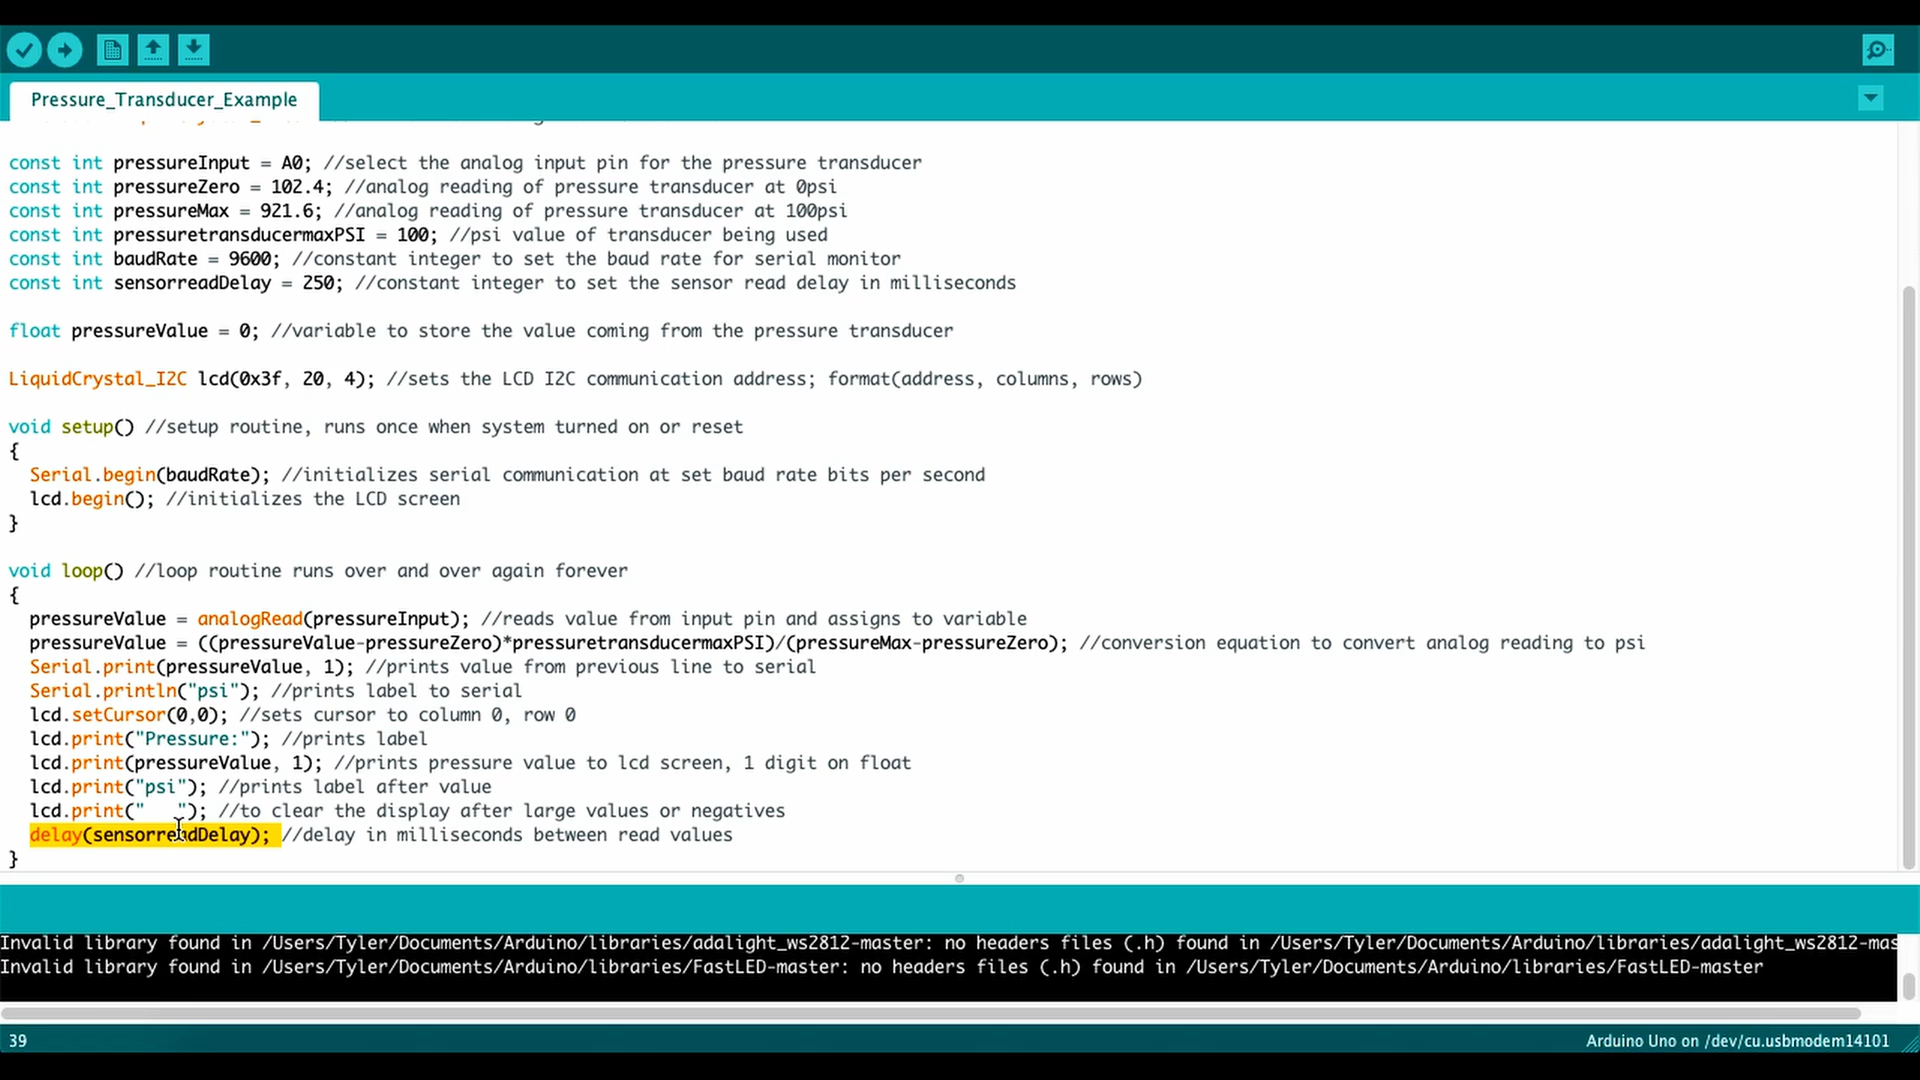 Pressure_Transducer_Example
const int pressureInput = A0; //select the analog input pin for the pressure transducer
const int pressureZero = 102.4; //analog reading of pressure transducer at 0psi
const int pressureMax = 921.6; //analog reading of pressure transducer at 100psi
const int pressuretransducermaxPSI = 100; //psi value of transducer being used
const int baudRate = 9600; //constant integer to set the baud rate for serial monitor
const int sensorreadDelay = 250; //constant integer to set the sensor read delay in milliseconds
float pressureValue = 0; //variable to store the value coming from the pressure transducer
LiquidCrystal_I2C lcd(0x3f, 20, 4); //sets the LCD I2C communication address; format(address, columns, rows)
void setup() //setup routine, runs once when system turned on or reset
{
Serial.begin(baudRate); //initializes serial communication at set baud rate bits per second
lcd.begin(); //initializes the LCD screen
}
void loop() //loop routine runs over and over again forever
{
pressureValue = analogRead(pressureInput); //reads value from input pin and assigns to variable
pressureValue = ((pressureValue-pressureZero)*pressuretransducermaxPSI)/(pressureMax-pressureZero); //conversion equation to convert analog reading to psi
Serial.print(pressureValue, 1); //prints value from previous line to serial
Serial.println("psi"); //prints label to serial
lcd.setCursor(0,0); //sets cursor to column 0, row 0
lcd.print("Pressure:"); //prints label
lcd.print(pressureValue, 1); //prints pressure value to lcd screen, 1 digit on float
lcd.print("psi"); //prints label after value
lcd.print("   "); //to clear the display after large values or negatives
delay(sensorreadDelay); //delay in milliseconds between read values
}
Invalid library found in /Users/Tyler/Documents/Arduino/libraries/adalight_ws2812-master: no headers files (.h) found in /Users/Tyler/Documents/Arduino/libraries/adalight_ws2812-mas
Invalid library found in /Users/Tyler/Documents/Arduino/libraries/FastLED-master: no headers files (.h) found in /Users/Tyler/Documents/Arduino/libraries/FastLED-master
39
Arduino Uno on /dev/cu.usbmodem14101